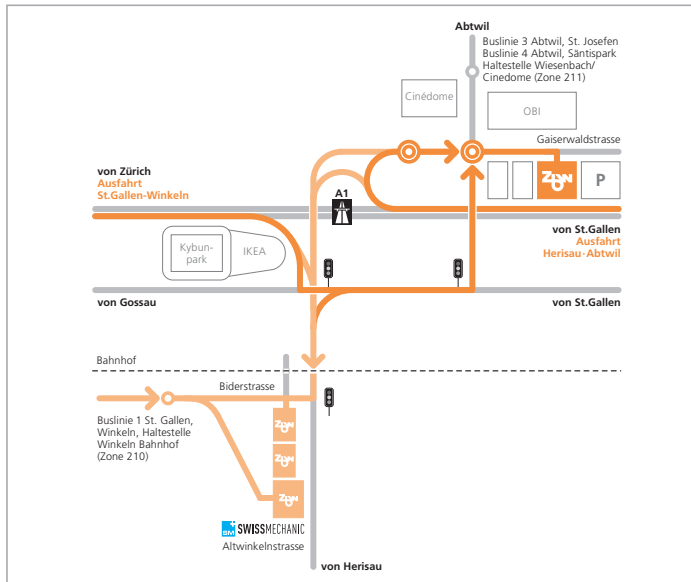 Abtwil
Buslinie 3 Abtwil, St. Josefen
Buslinie 4 Abtwil, Säntispark
Haltestelle Wiesenbach/
Cinedome (Zone 211)
Cinédome
OBI
Gaiserwaldstrasse
von Zürich
Ausfahrt
St.Gallen-Winkeln
A1
P
von St.Gallen
Ausfahrt
Herisau-Abtwil
Kybun-
park
IKEA
von Gossau
von St.Gallen
Bahnhof
Biderstrasse
Buslinie 1 St. Gallen,
Winkeln, Haltestelle
Winkeln Bahnhof
(Zone 210)
SM SWISSMECHANIC
Altwinkelnstrasse
von Herisau